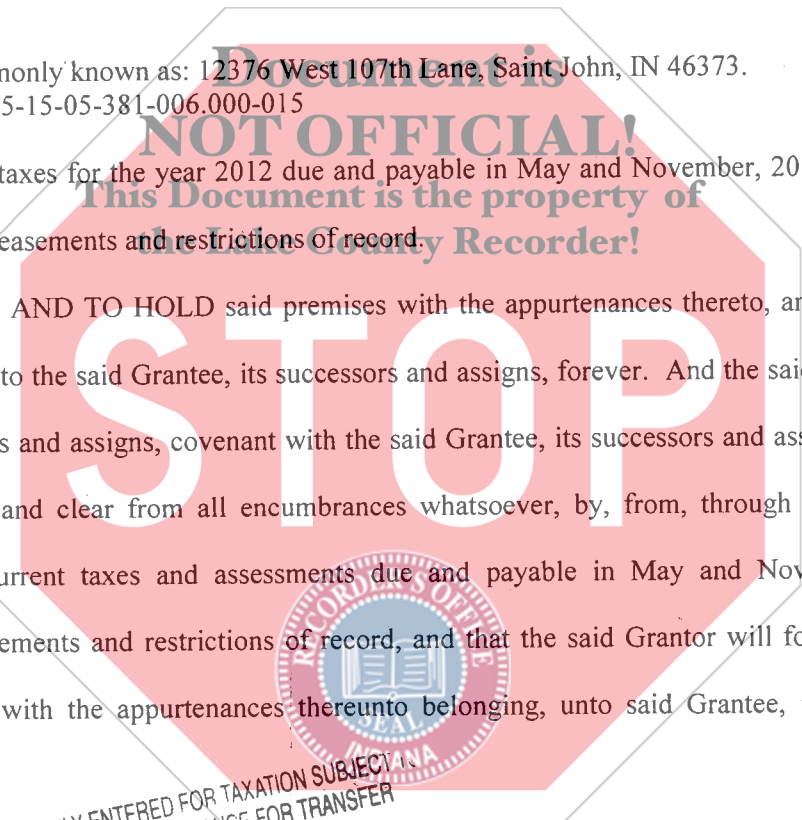 monly known as: 12376 West 107th Lane, Saint John, IN 46373.
Document is
5-15-05-381-006.000-015
NOT OFFICIAL!
taxes for the year 2012 due and payable in May and November, 20
This Document is the property of
easements and restrictions of record.
the Lake County Recorder!
AND TO HOLD said premises with the appurtenances thereto, an
to the said Grantee, its successors and assigns, forever. And the said
STOP
s and assigns, covenant with the said Grantee, its successors and ass
and clear from all encumbrances whatsoever, by, from, through
urrent taxes and assessments due and payable in May and Nov
RECORDER'S OFFICE
ements and restrictions of record, and that the said Grantor will fo
with the appurtenances thereunto belonging, unto said Grantee,
SEAL
INDIANA
ENTERED FOR TAXATION SUBJECT
FOR TRANSFER